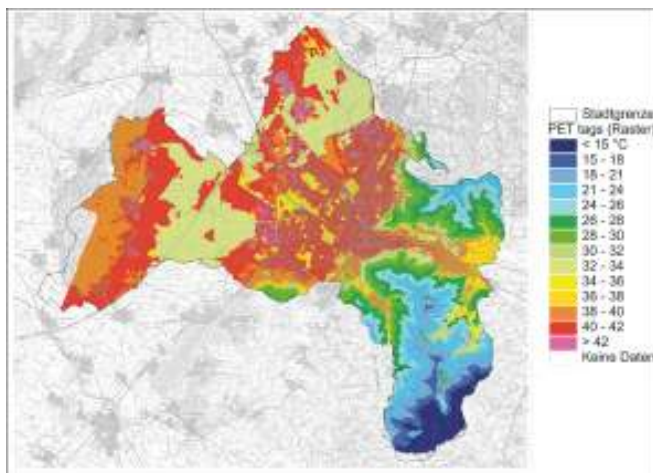 Stadtgrenze
PET tags (Raster)
< 15 °C
15 - 18
18 - 21
21 - 24
24 - 26
26 - 28
28 - 30
30 - 32
32 - 34
34 - 36
36 - 38
38 - 40
40 - 42
> 42
Keine Daten